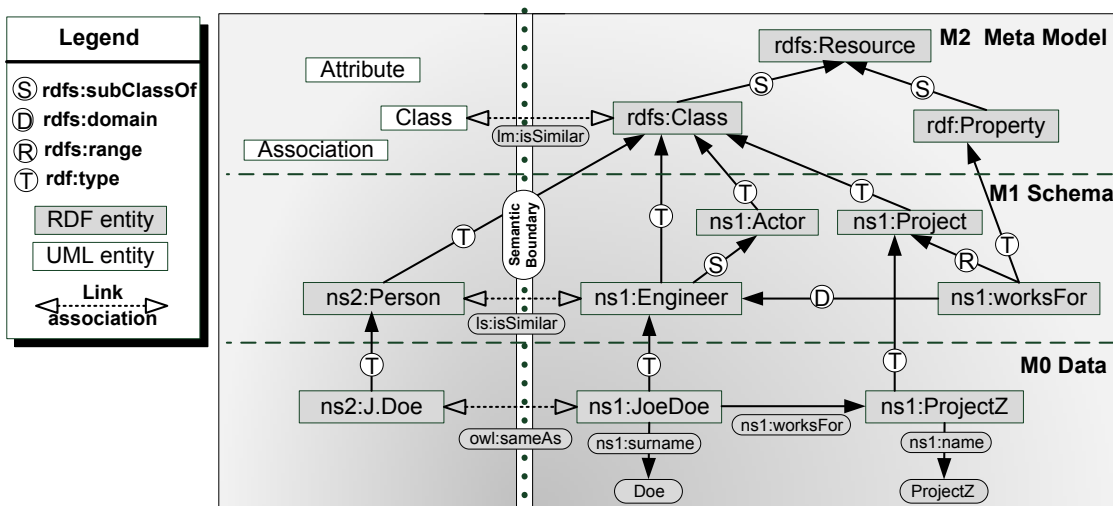 Legend
S rdfs:subClassOf
D rdfs:domain
R rdfs:range
T rdf:type
RDF entity
UML entity
Link
association
M2 Meta Model
rdfs:Resource
Attribute
S
S
Class
lm:isSimilar
rdfs:Class
rdf:Property
Association
M1 Schema
Semantic
Boundary
T
T
T
T
T
ns1:Actor
ns1:Project
S
R
ns2:Person
ls:isSimilar
ns1:Engineer
D
ns1:worksFor
M0 Data
T
T
T
ns2:J.Doe
owl:sameAs
ns1:JoeDoe
ns1:worksFor
ns1:ProjectZ
ns1:surname
ns1:name
Doe
ProjectZ